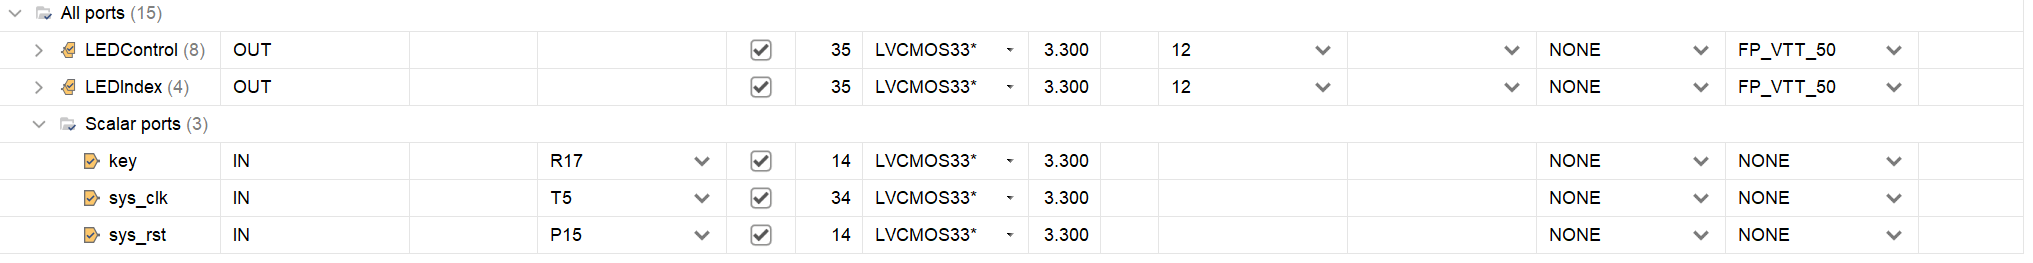 All ports (15)
LEDControl (8) OUT 35 LVCMOS33* 3.300 12 NONE FP_VTT_50
LEDIndex (4) OUT 35 LVCMOS33* 3.300 12 NONE FP_VTT_50
Scalar ports (3)
key IN R17 14 LVCMOS33* 3.300 NONE NONE
sys_clk IN T5 34 LVCMOS33* 3.300 NONE NONE
sys_rst IN P15 14 LVCMOS33* 3.300 NONE NONE